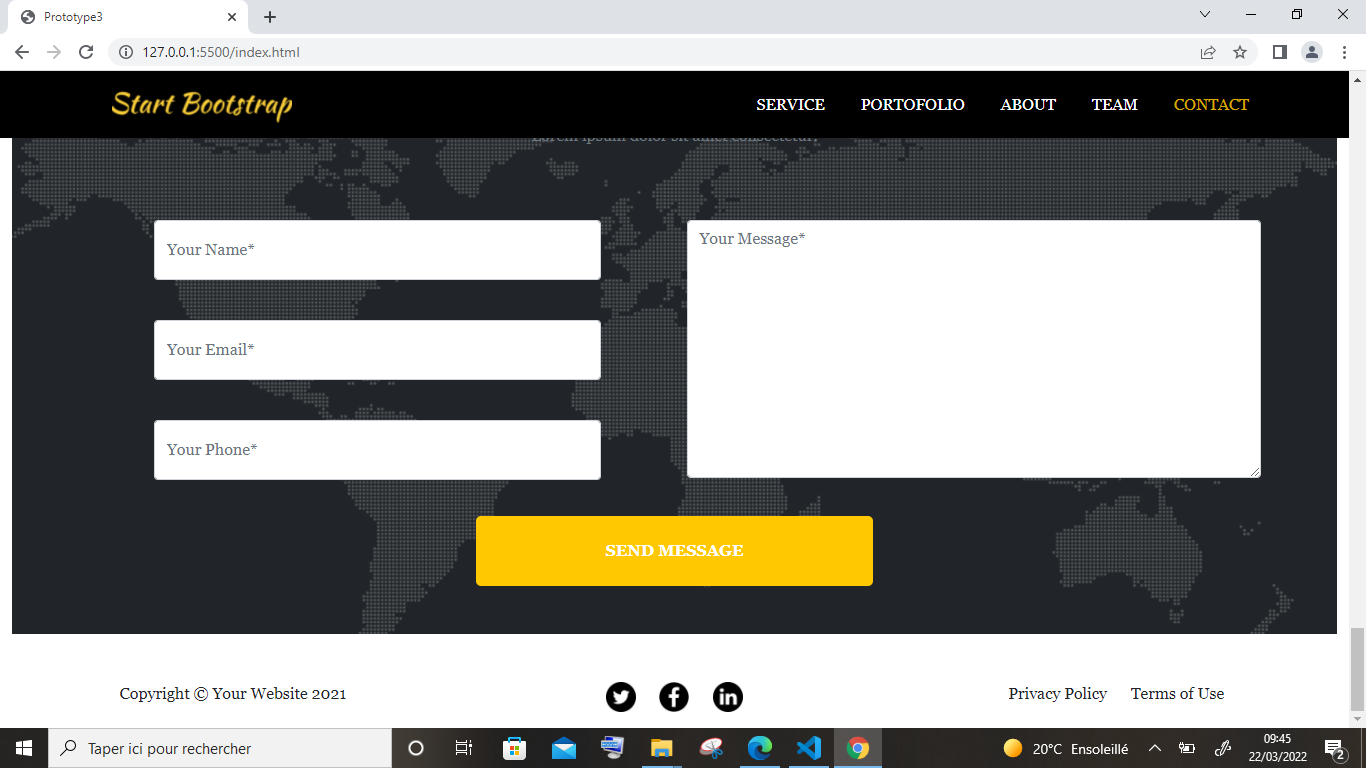 Prototype3
127.0.0.1:5500/index.html
Start Bootstrap
SERVICE PORTOFOLIO ABOUT TEAM CONTACT
Lorem ipsum dolor sit amet consectetur.
Your Name*
Your Message*
Your Email*
Your Phone*
SEND MESSAGE
Copyright © Your Website 2021
Privacy Policy Terms of Use
Taper ici pour rechercher
20°C Ensoleillé
09:45
22/03/2022
2